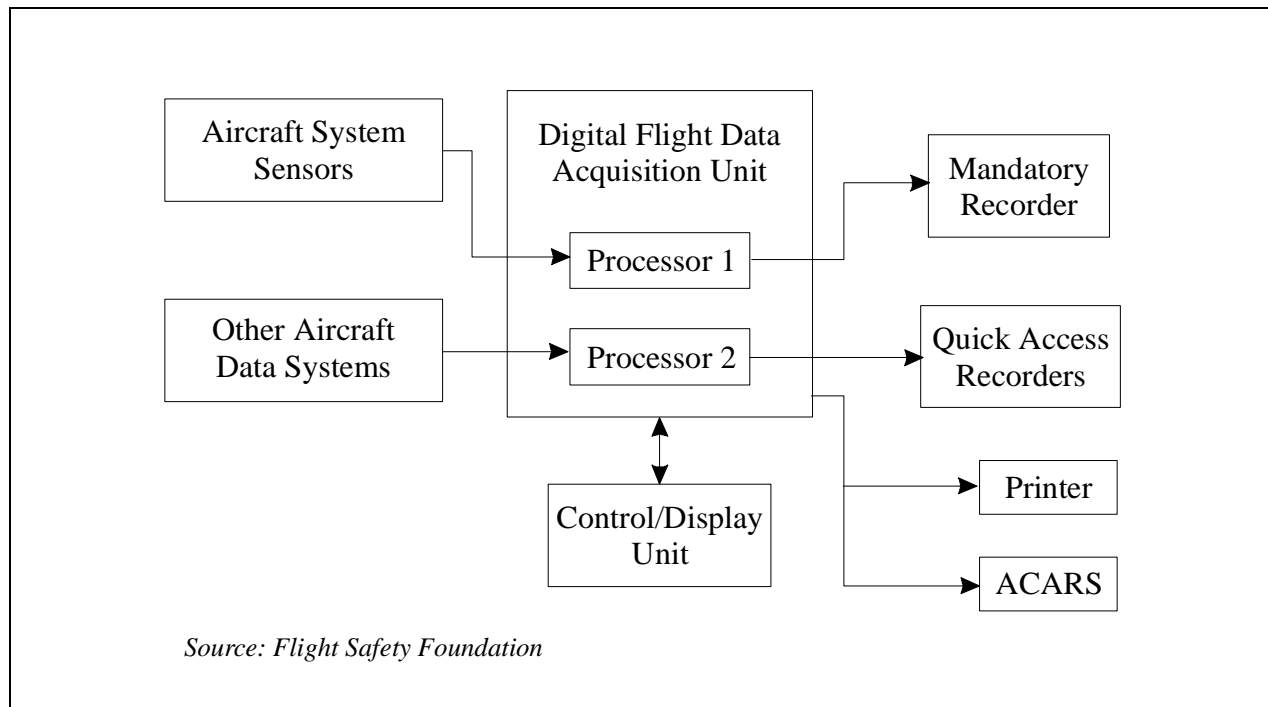 Aircraft System
Sensors
Digital Flight Data
Acquisition Unit
Mandatory
Recorder
Processor 1
Other Aircraft
Data Systems
Processor 2
Quick Access
Recorders
Control/Display
Unit
Printer
ACARS
Source: Flight Safety Foundation